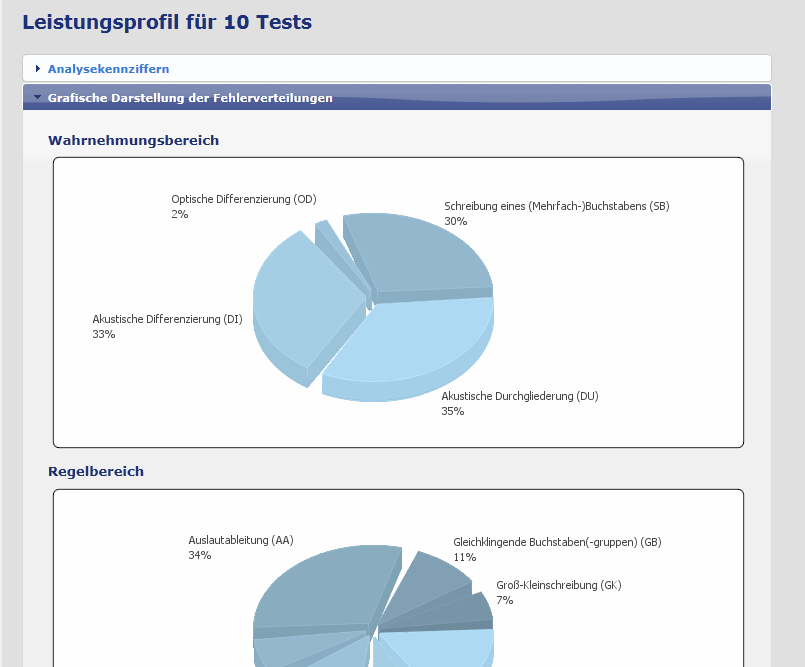 Leistungsprofil für 10 Tests
Analysekennziffern
Grafische Darstellung der Fehlerverteilungen
Wahrnehmungsbereich
Optische Differenzierung (OD)
2%
Schreibung eines (Mehrfach-)Buchstabens (SB)
30%
Akustische Differenzierung (DI)
33%
Akustische Durchgliederung (DU)
35%
Regelbereich
Auslautableitung (AA)
34%
Gleichklingende Buchstaben(-gruppen) (GB)
11%
Groß-Kleinschreibung (GK)
7%